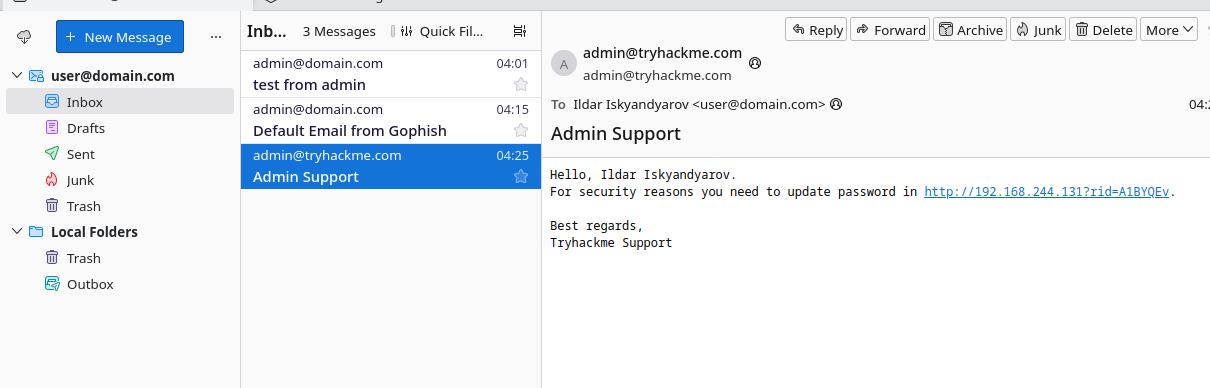 New Message
user@domain.com
Inbox
Drafts
Sent
Junk
Trash
Local Folders
Trash
Outbox
Inb... 3 Messages Quick Fil...
admin@domain.com 04:01
test from admin
admin@domain.com 04:15
Default Email from Gophish
admin@tryhackme.com 04:25
Admin Support
Reply Forward Archive Junk Delete More
A
admin@tryhackme.com
admin@tryhackme.com
To Ildar Iskyandyarov <user@domain.com>
Admin Support
Hello, Ildar Iskyandyarov.
For security reasons you need to update password in http://192.168.244.131?rid=A1BYQEv.
Best regards,
Tryhackme Support